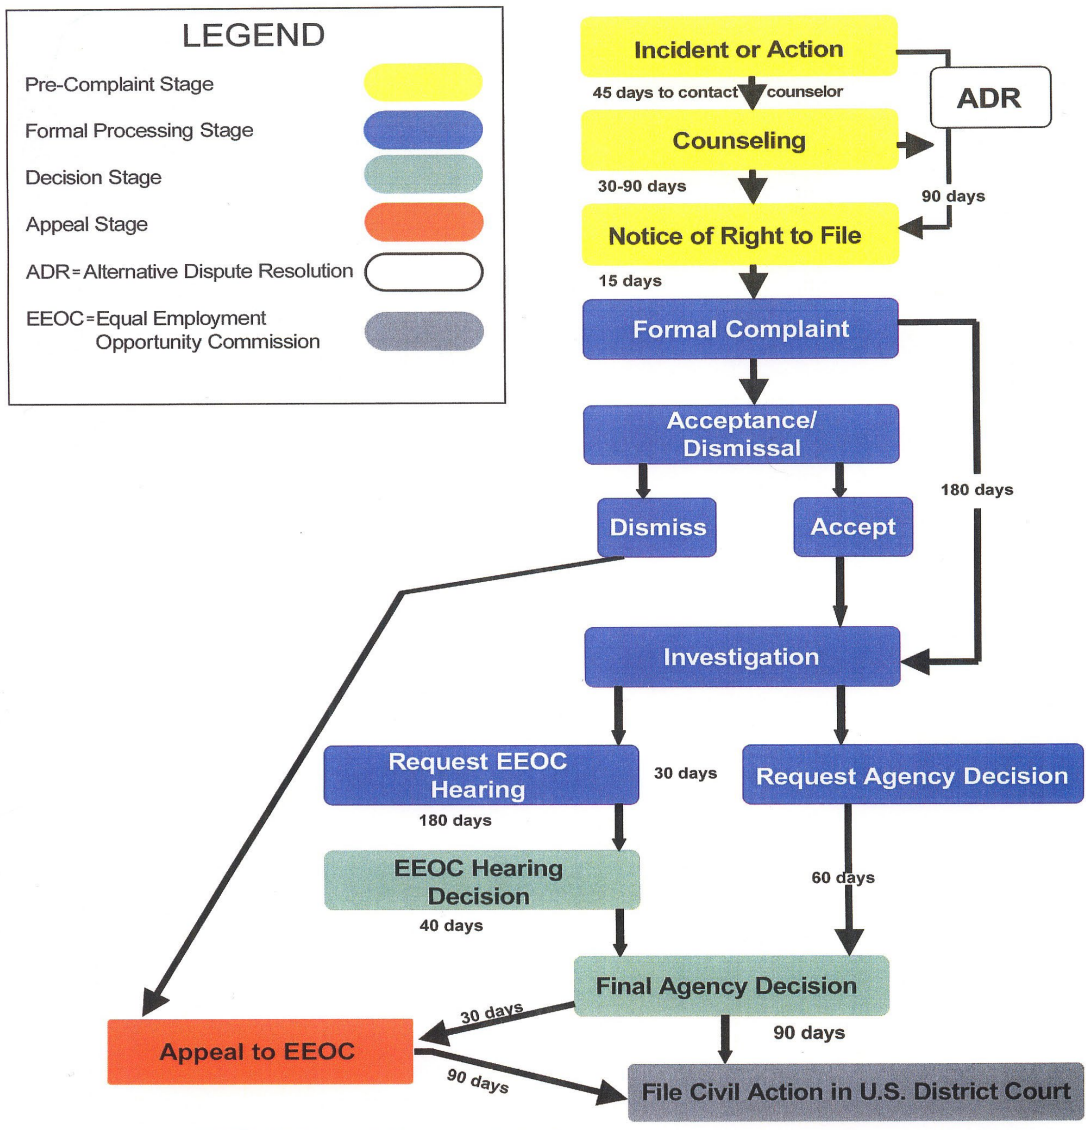 LEGEND
Pre-Complaint Stage
Formal Processing Stage
Decision Stage
Appeal Stage
ADR=Alternative Dispute Resolution
EEOC=Equal Employment
Opportunity Commission
Incident or Action
ADR
45 days to contact counselor
Counseling
30-90 days
90 days
Notice of Right to File
15 days
Formal Complaint
Acceptance/
Dismissal
180 days
Dismiss
Accept
Investigation
Request EEOC
Hearing
30 days
Request Agency Decision
180 days
EEOC Hearing
Decision
60 days
40 days
Final Agency Decision
30 days
90 days
Appeal to EEOC
90 days
File Civil Action in U.S. District Court